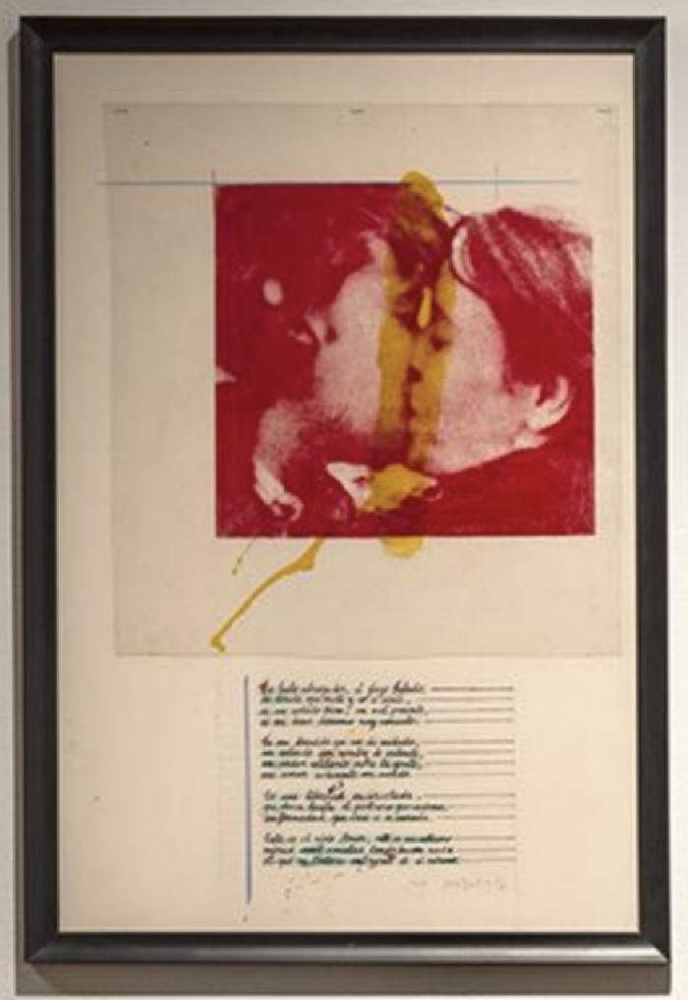 Es hielo abrasador, es fuego helado
es herida que duele y no se siente,
es un soñado bien, un mal presente,
es un breve descanso muy cansado.
Es un descuido que nos da cuidado,
un cobarde con nombre de valiente,
un andar solitario entre la gente,
un amar solamente ser amado.
Es una libertad encarcelada,
que dura hasta el postrero paroxismo,
enfermedad que crece si es curada.
Este es el niño Amor, este es su abismo
mirad cual amistad tendrá con nada
el que en todo es contrario de sí mismo.